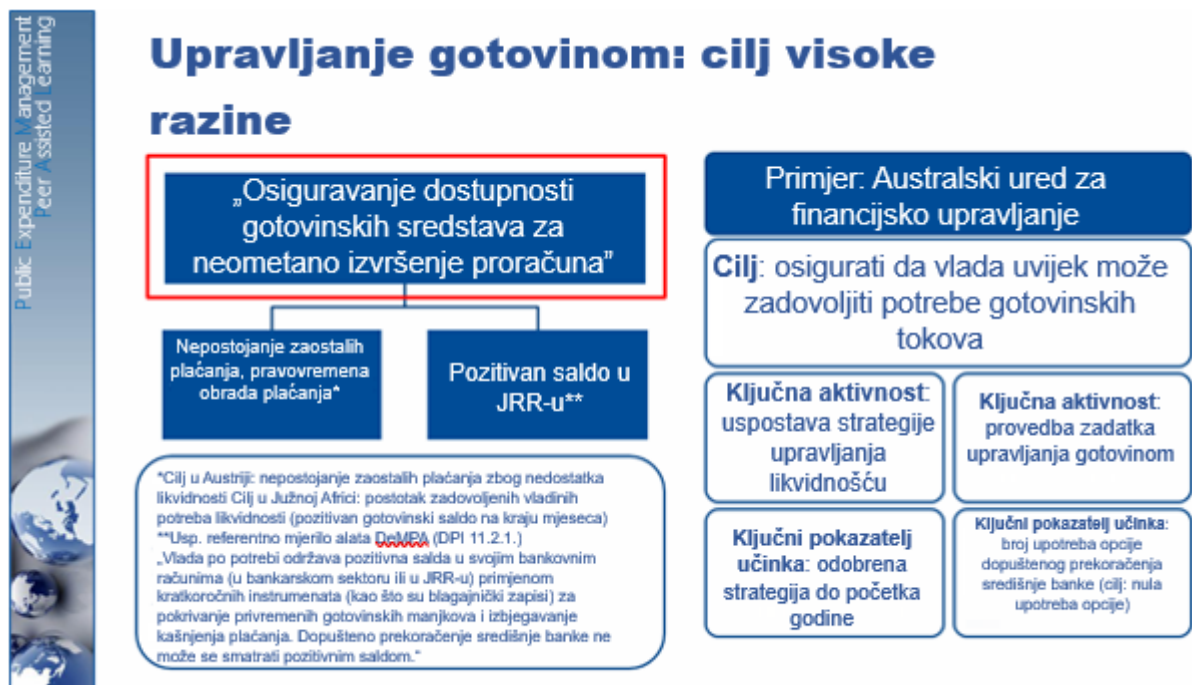 Public Expenditure Management
Peer Assisted Learning
Upravljanje gotovinom: cilj visoke
razine
„Osiguravanje dostupnosti
gotovinskih sredstava za
neometano izvršenje proračuna”
Nepostojanje zaostalih
plaćanja, pravovremena
obrada plaćanja*
Pozitivan saldo u
JRR-u**
*Cilj u Austriji: nepostojanje zaostalih plaćanja zbog nedostatka
likvidnosti Cilj u Južnoj Africi: postotak zadovoljenih vladinih
potreba likvidnosti (pozitivan gotovinski saldo na kraju mjeseca)
**Usp. referentno mjerilo alata DeMPA (DPI 11.2.1.)
„Vlada po potrebi održava pozitivna salda u svojim bankovnim
računima (u bankarskom sektoru ili u JRR-u) primjenom
kratkoročnih instrumenata (kao što su blagajnički zapisi) za
pokrivanje privremenih gotovinskih manjkova i izbjegavanje
kašnjenja plaćanja. Dopušteno prekoračenje središnje banke ne
može se smatrati pozitivnim saldom.“
Primjer: Australski ured za
financijsko upravljanje
Cilj: osigurati da vlada uvijek može
zadovoljiti potrebe gotovinskih
tokova
Ključna aktivnost:
uspostava strategije
upravljanja
likvidnošću
Ključna aktivnost:
provedba zadatka
upravljanja gotovinom
Ključni pokazatelj
učinka: odobrena
strategija do početka
godine
Ključni pokazatelj učinka:
broj upotreba opcije
dopuštenog prekoračenja
središnje banke (cilj: nula
upotreba opcije)